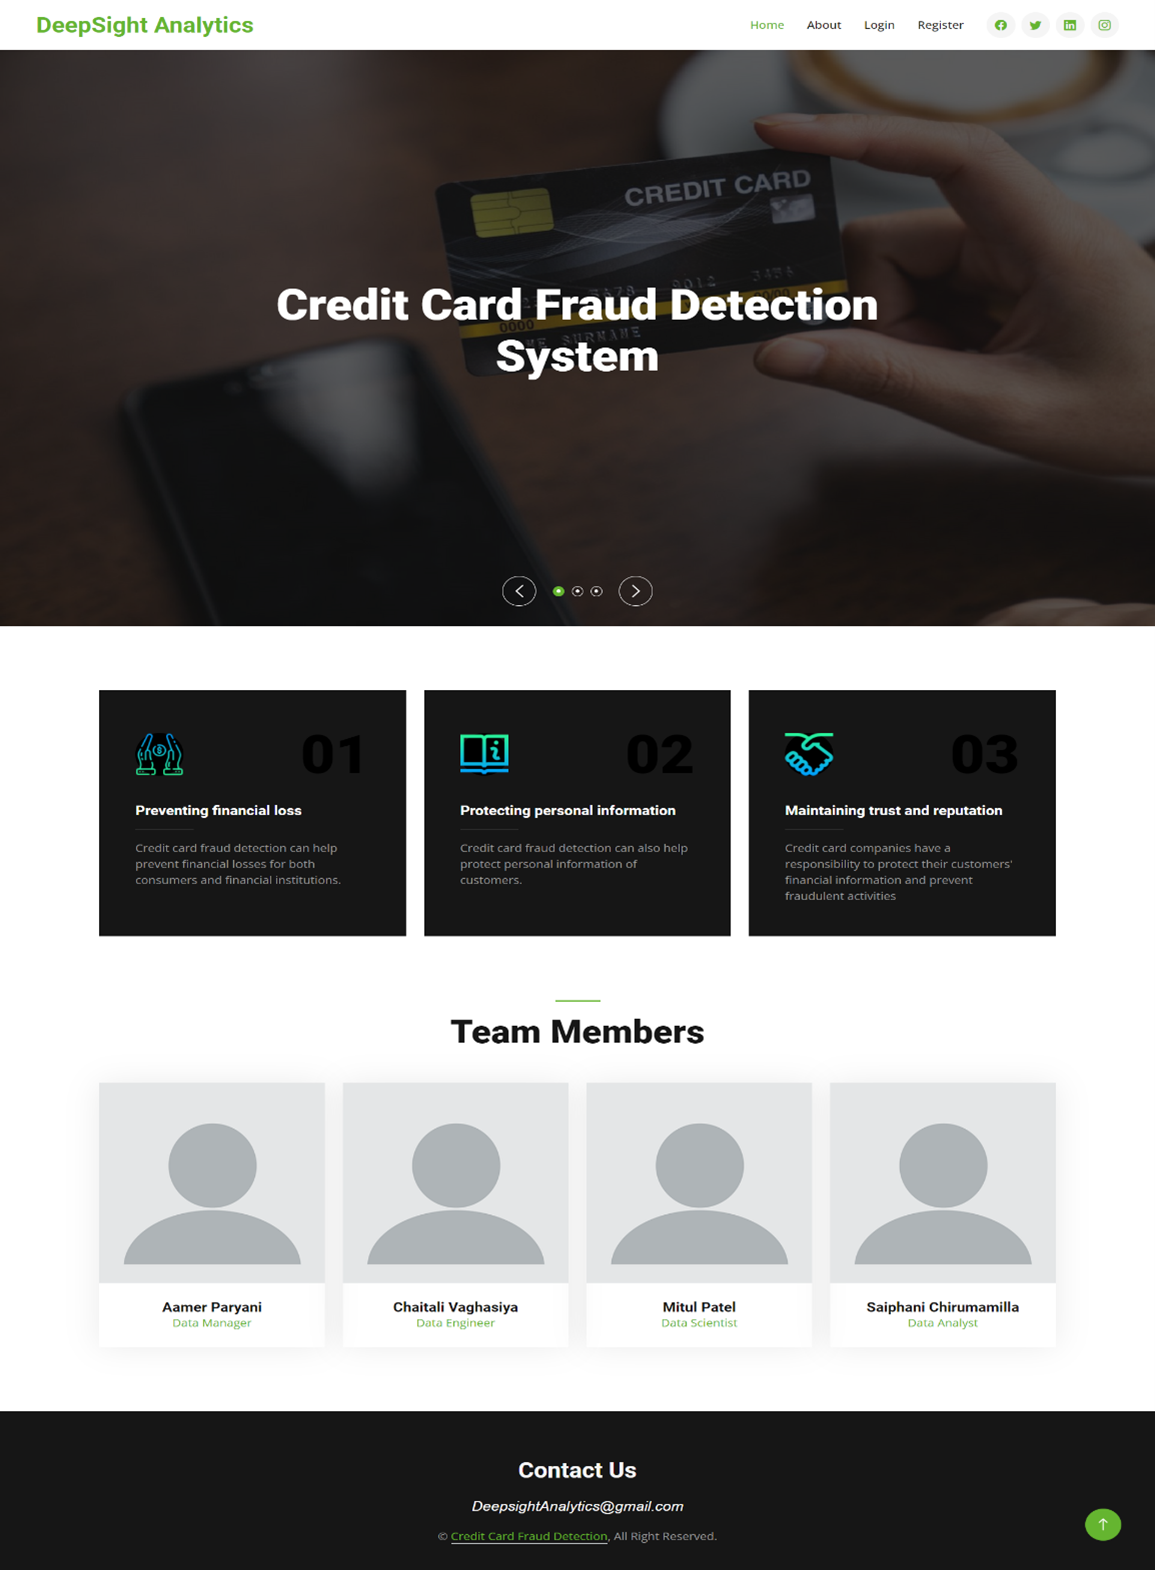 DeepSight Analytics
Home About Login Register
CREDIT CARD
Credit Card Fraud Detection
System
01
Preventing financial loss
Credit card fraud detection can help
prevent financial losses for both
consumers and financial institutions.
02
Protecting personal information
Credit card fraud detection can also help
protect personal information of
customers.
03
Maintaining trust and reputation
Credit card companies have a
responsibility to protect their customers'
financial information and prevent
fraudulent activities
Team Members
Aamer Paryani
Data Manager
Chaitali Vaghasiya
Data Engineer
Mitul Patel
Data Scientist
Saiphani Chirumamilla
Data Analyst
Contact Us
DeepsightAnalytics@gmail.com
© Credit Card Fraud Detection, All Right Reserved.